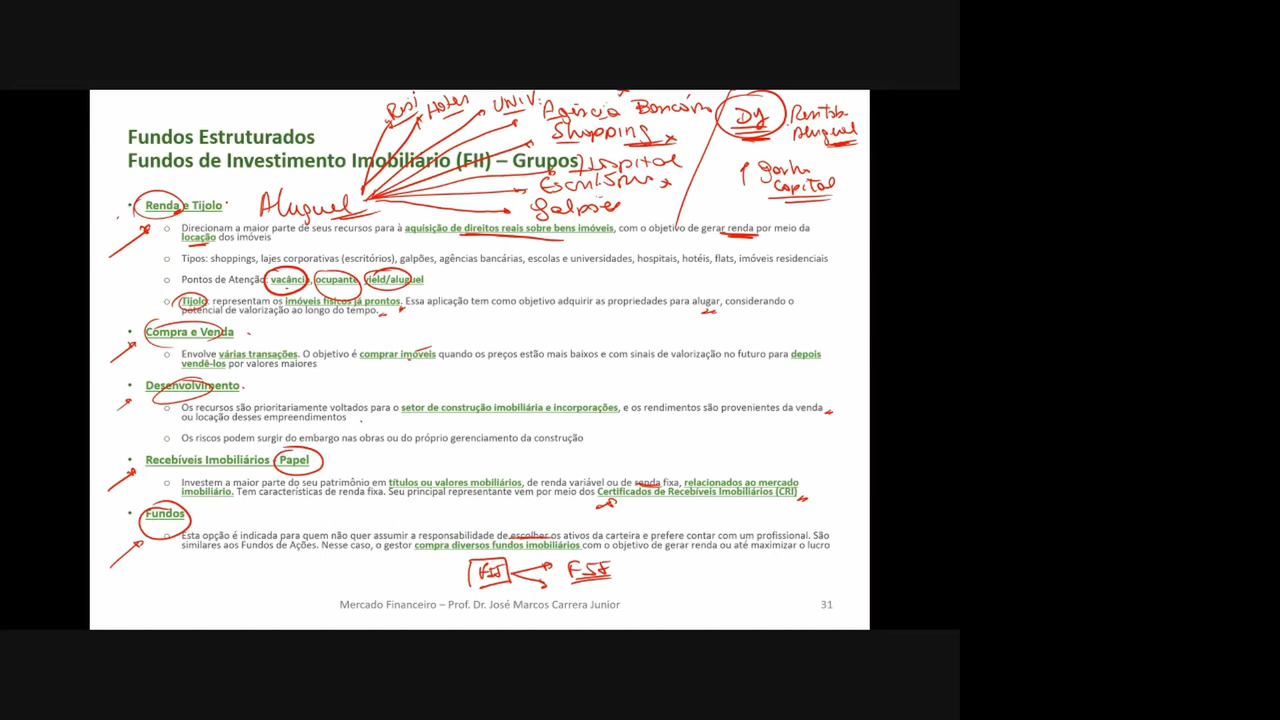 Resi Hoteis UNIV. Agência Bancária
Shopping
Hospital
Escritórios
Galpões
Aluguel
DY Rentab.
Aluguel
↑ Ganho
capital
Fundos Estruturados
Fundos de Investimento Imobiliário (FII) – Grupos
• Renda e Tijolo
o Direcionam a maior parte de seus recursos para à aquisição de direitos reais sobre bens imóveis, com o objetivo de gerar renda por meio da
locação dos imóveis
o Tipos: shoppings, lajes corporativas (escritórios), galpões, agências bancárias, escolas e universidades, hospitais, hotéis, flats, imóveis residenciais
o Pontos de Atenção: vacância, ocupante, yield/aluguel
o Tijolo: representam os imóveis físicos já prontos. Essa aplicação tem como objetivo adquirir as propriedades para alugar, considerando o
potencial de valorização ao longo do tempo.
• Compra e Venda
o Envolve várias transações. O objetivo é comprar imóveis quando os preços estão mais baixos e com sinais de valorização no futuro para depois
vendê-los por valores maiores
• Desenvolvimento
o Os recursos são prioritariamente voltados para o setor de construção imobiliária e incorporações, e os rendimentos são provenientes da venda
ou locação desses empreendimentos
o Os riscos podem surgir do embargo nas obras ou do próprio gerenciamento da construção
• Recebíveis Imobiliários - Papel
o Investem a maior parte do seu patrimônio em títulos ou valores mobiliários, de renda variável ou de renda fixa, relacionados ao mercado
imobiliário. Tem características de renda fixa. Seu principal representante vem por meio dos Certificados de Recebíveis Imobiliários (CRI)
• Fundos
o Esta opção é indicada para quem não quer assumir a responsabilidade de escolher os ativos da carteira e prefere contar com um profissional. São
similares aos Fundos de Ações. Nesse caso, o gestor compra diversos fundos imobiliários com o objetivo de gerar renda ou até maximizar o lucro
FII
Mercado Financeiro – Prof. Dr. José Marcos Carrera Junior 31